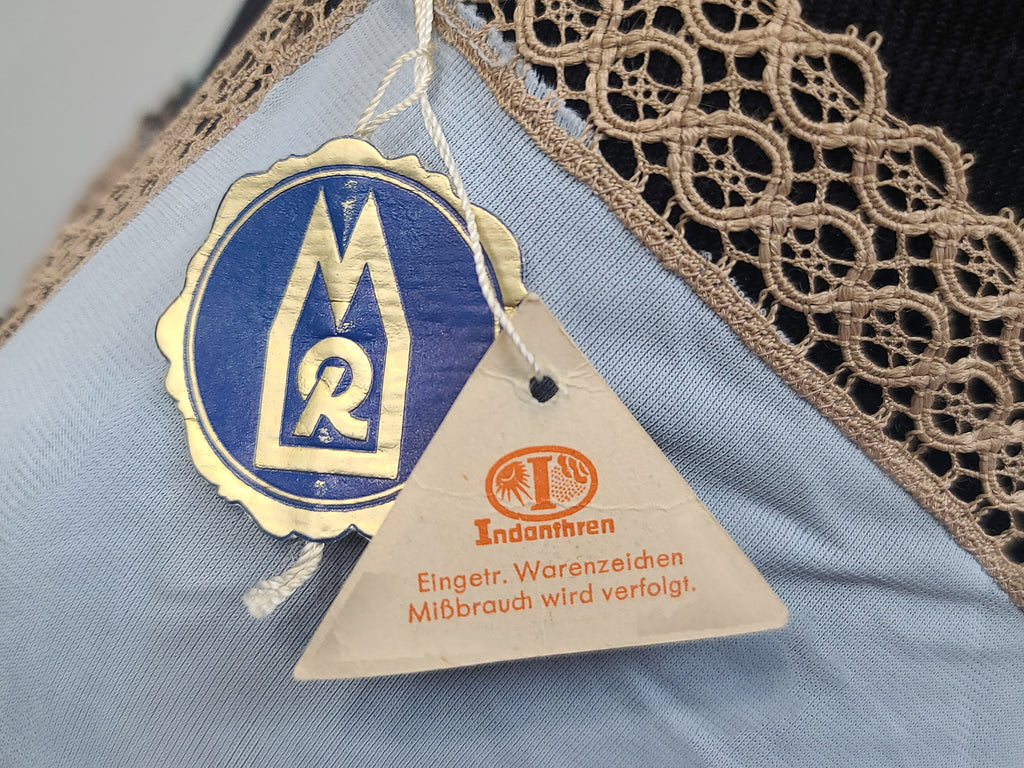 M
R
I
Indanthren
Eingetr. Warenzeichen
Mißbrauch wird verfolgt.